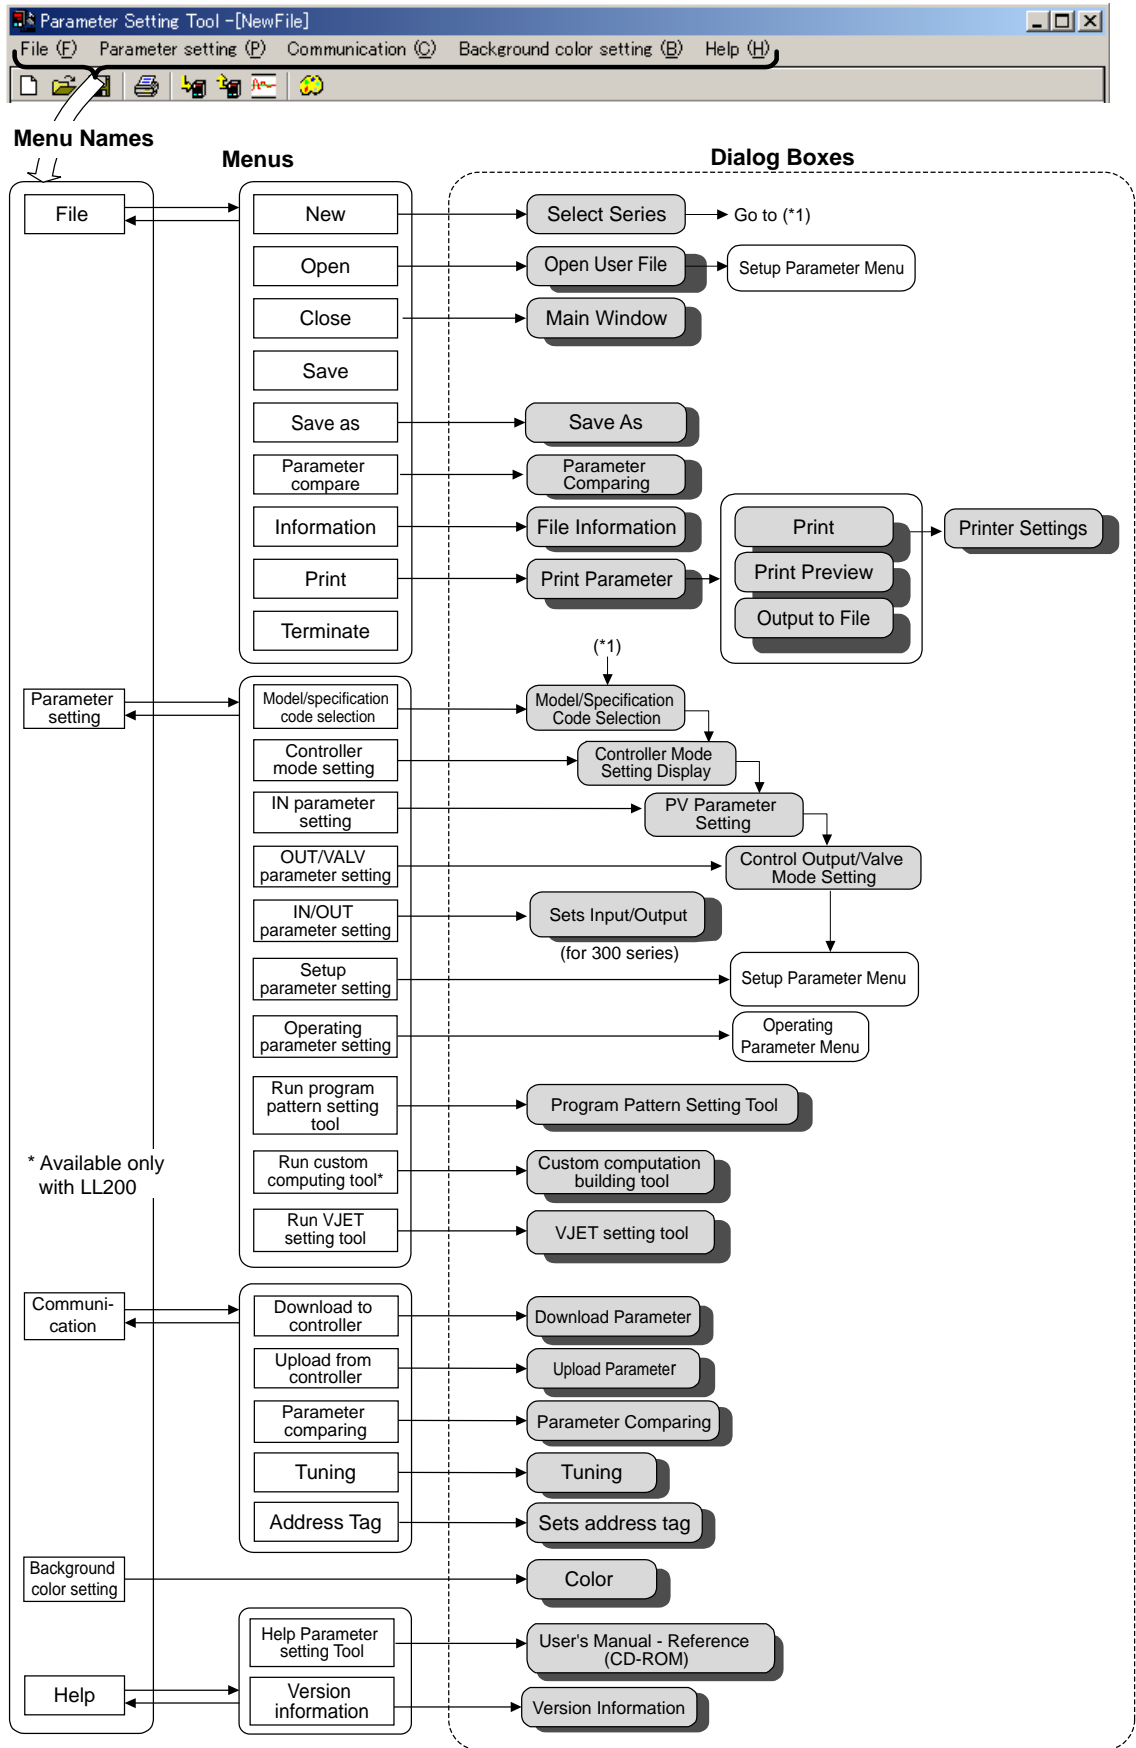 Parameter Setting Tool -[NewFile]
File (F) Parameter setting (P) Communication (C) Background color setting (B) Help (H)
Menu Names
Menus
Dialog Boxes
File
New
Select Series
Go to (*1)
Open
Open User File
Setup Parameter Menu
Close
Main Window
Save
Save as
Save As
Parameter
compare
Parameter
Comparing
Information
File Information
Print
Printer Settings
Print
Print Parameter
Print Preview
Output to File
Terminate
(*1)
Parameter
setting
Model/specification
code selection
Model/Specification
Code Selection
Controller
mode setting
Controller Mode
Setting Display
IN parameter
setting
PV Parameter
Setting
OUT/VALV
parameter setting
Control Output/Valve
Mode Setting
IN/OUT
parameter setting
Sets Input/Output
(for 300 series)
Setup
parameter setting
Setup Parameter Menu
Operating
parameter setting
Operating
Parameter Menu
Run program
pattern setting
tool
Program Pattern Setting Tool
* Available only
with LL200
Run custom
computing tool*
Custom computation
building tool
Run VJET
setting tool
VJET setting tool
Communi-
cation
Download to
controller
Download Parameter
Upload from
controller
Upload Parameter
Parameter
comparing
Parameter Comparing
Tuning
Tuning
Address Tag
Sets address tag
Background
color setting
Color
Help Parameter
setting Tool
User's Manual - Reference
(CD-ROM)
Help
Version
information
Version Information